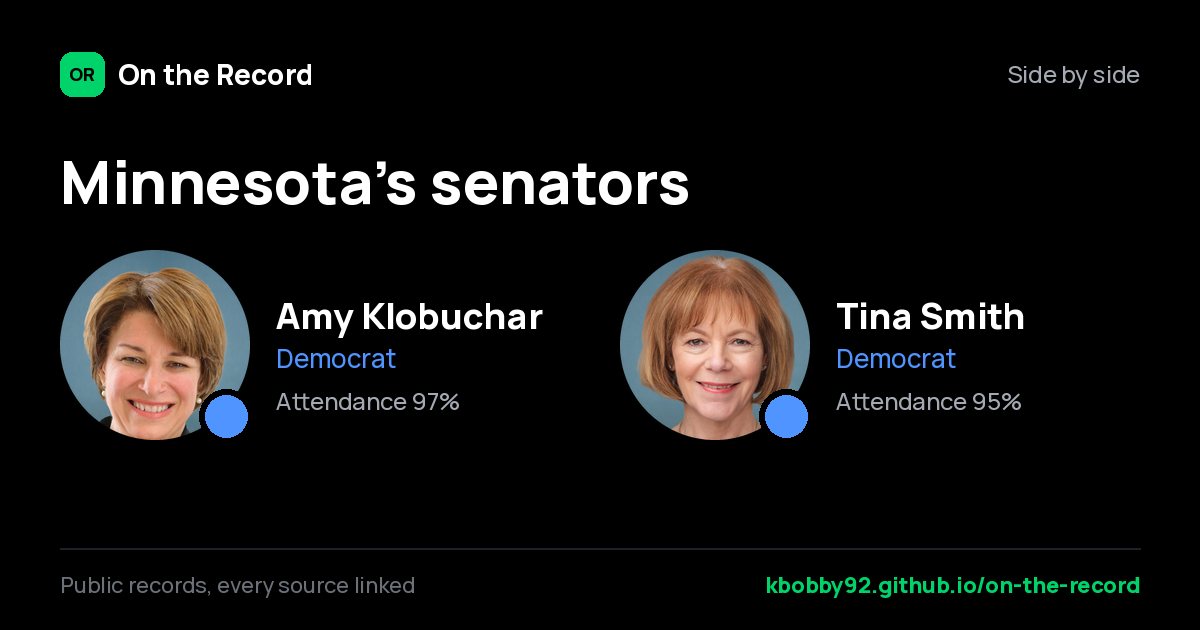 OR On the Record
Side by side
Minnesota’s senators
Amy Klobuchar
Democrat
Attendance 97%
Tina Smith
Democrat
Attendance 95%
Public records, every source linked
kbobby92.github.io/on-the-record